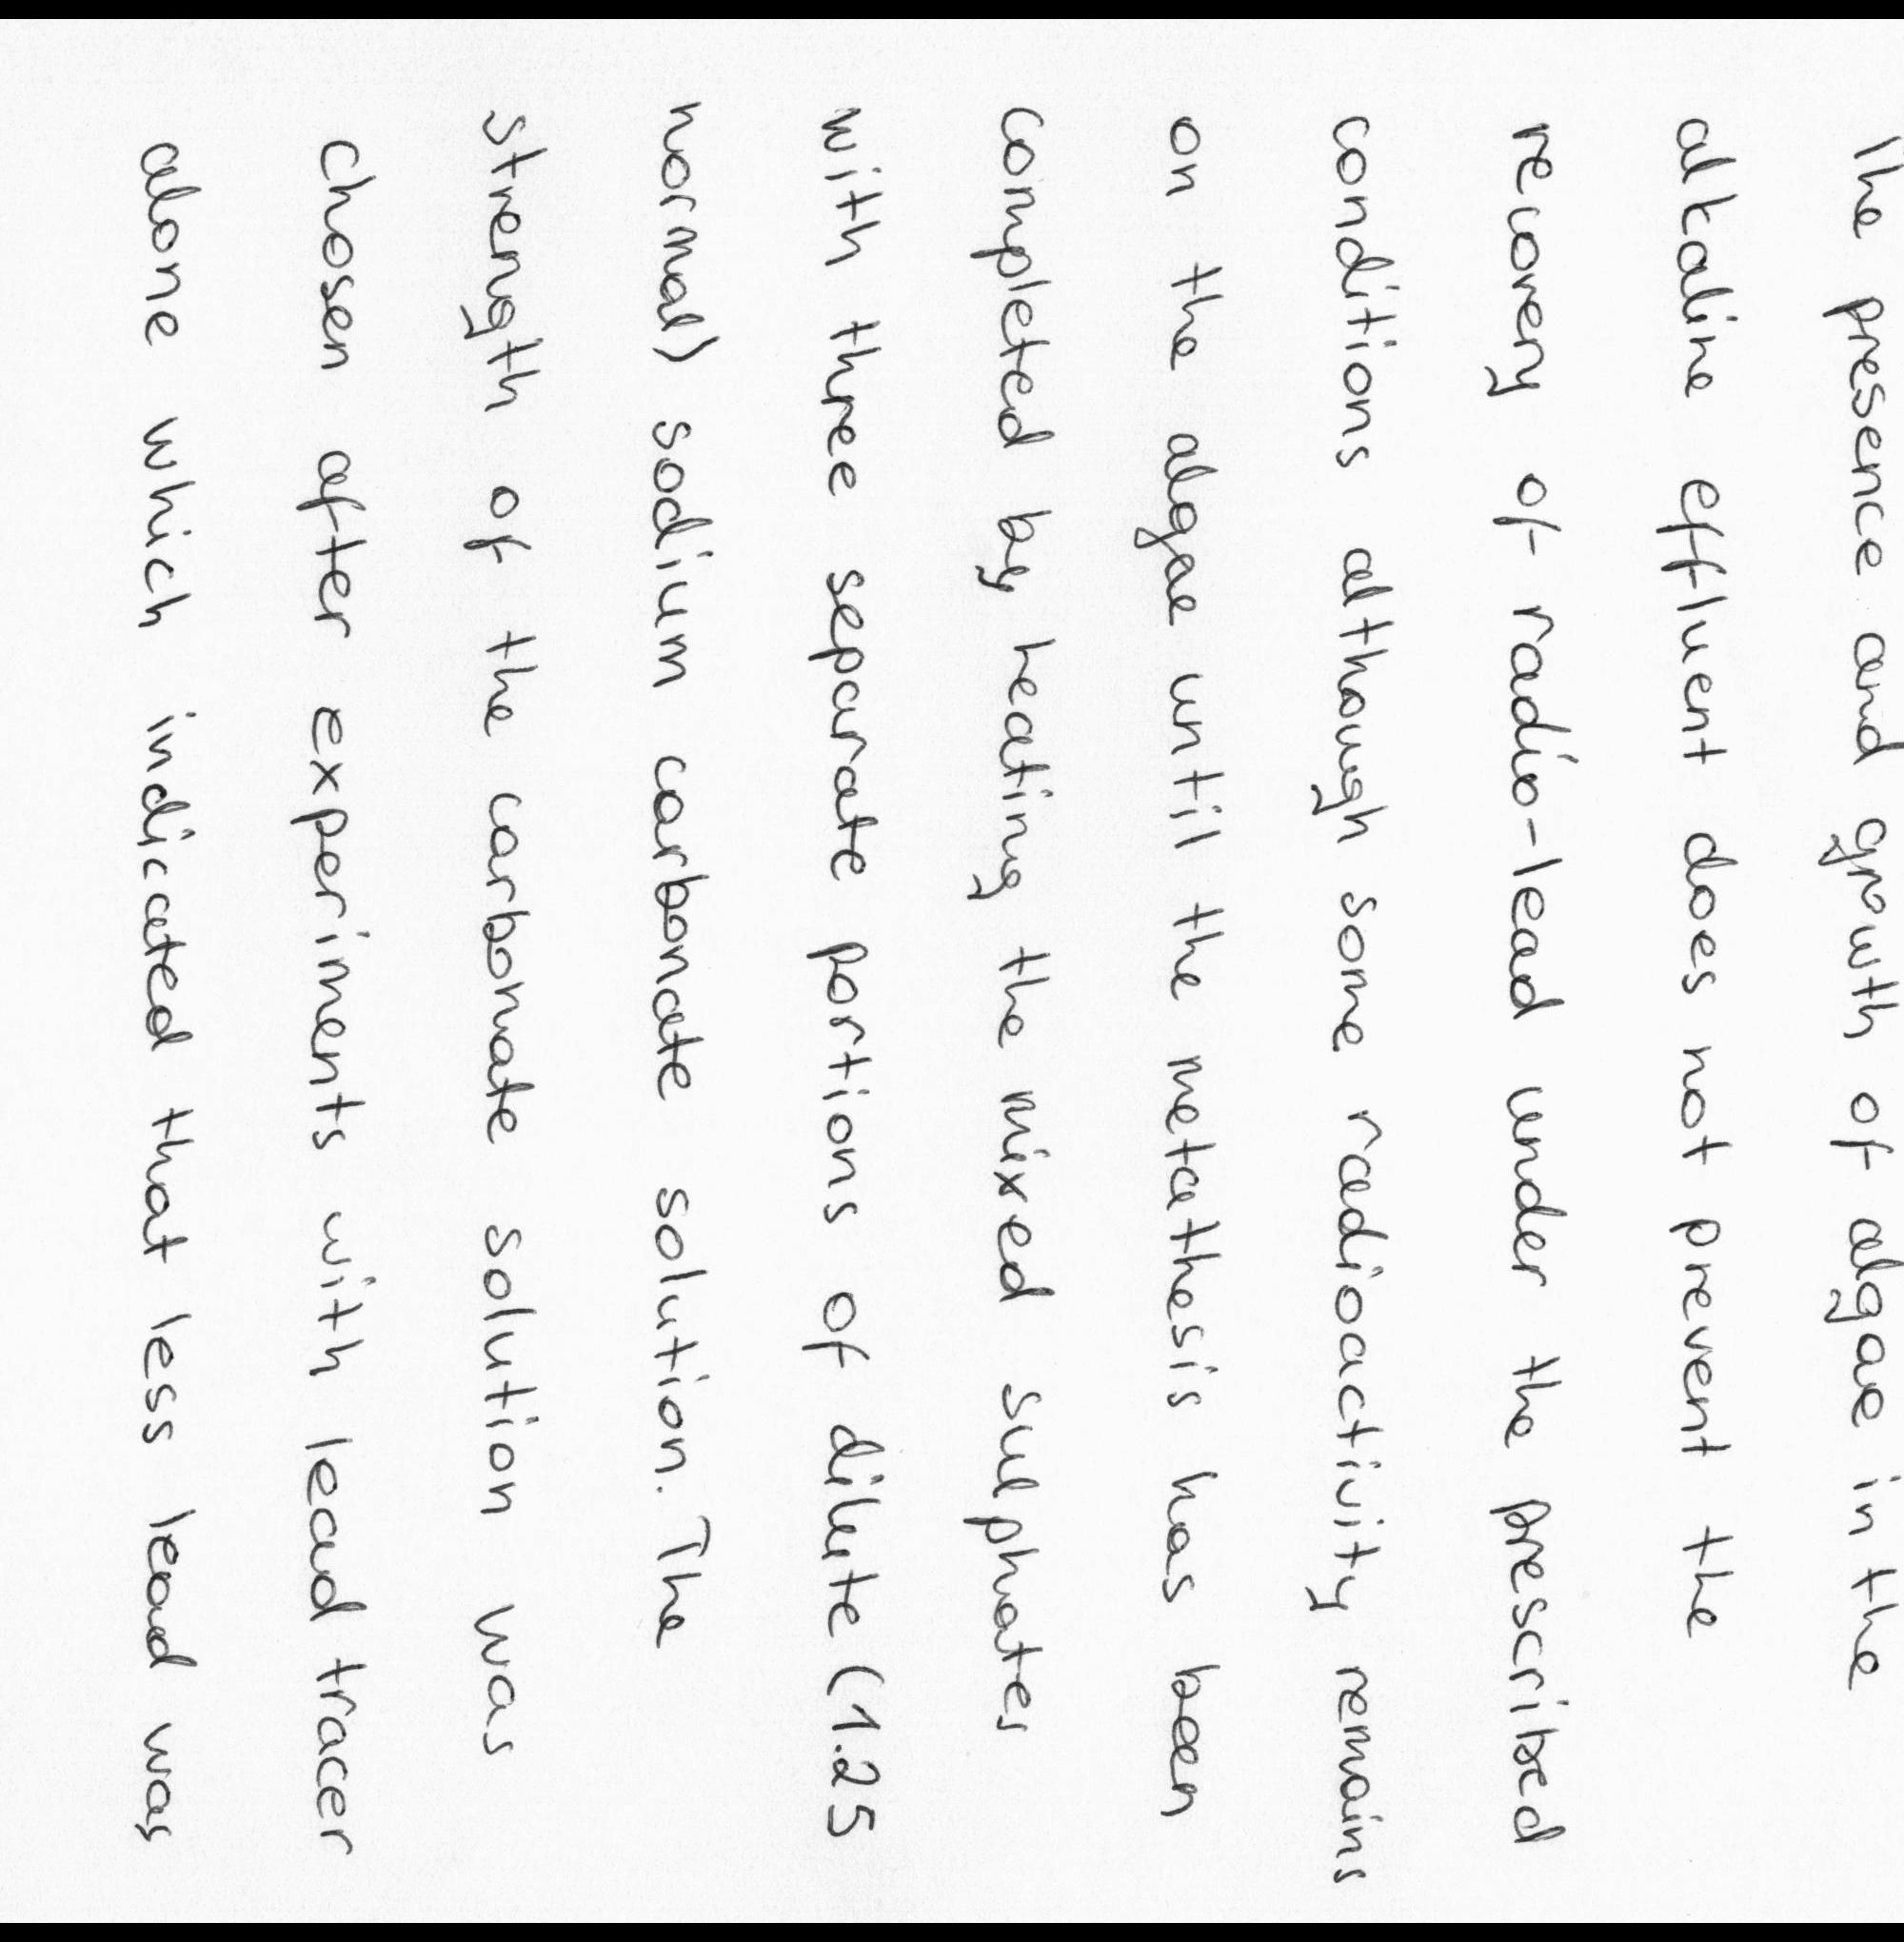 The presence and growth of algae in the
alkaline effluent does not prevent the
recovery of radio-lead under the prescribed
conditions although some radioactivity remains
on the algae until the metathesis has been
completed by heating the mixed sulphates
with three separate portions of dilute (1.25
normal) sodium carbonate solution. The
strength of the carbonate solution was
chosen after experiments with lead tracer
alone which indicated that less lead was